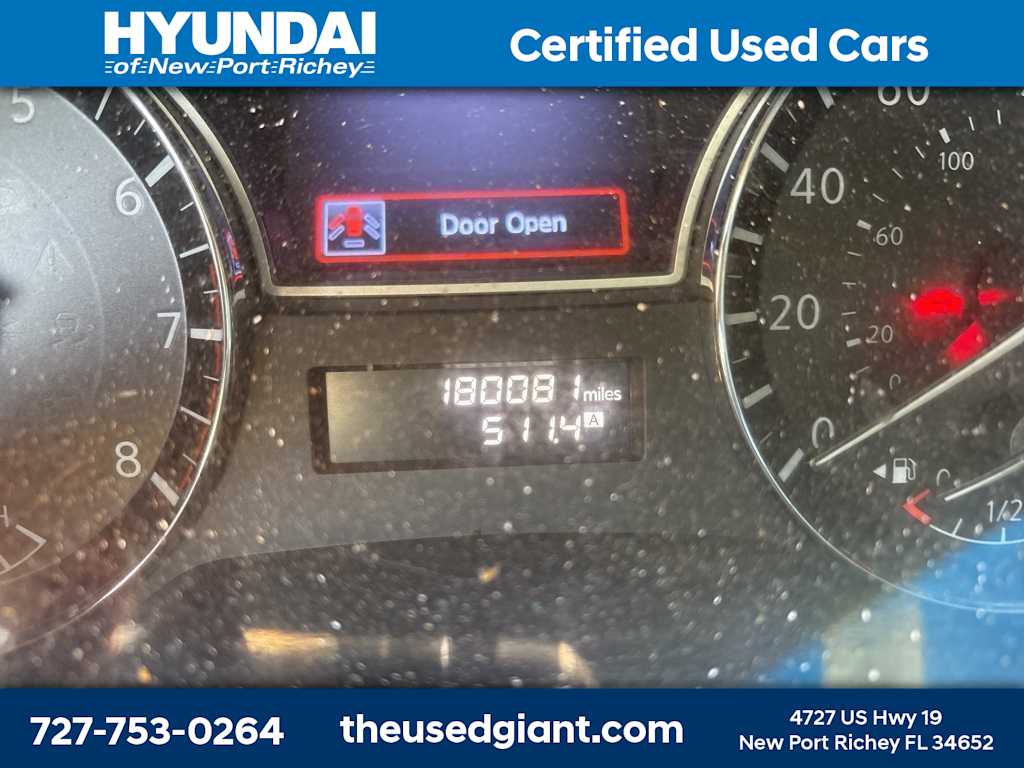 HYUNDAI
of New Port Richey
Certified Used Cars
5
6
7
8
H
Door Open
180081 miles
511.4 A
60
40
20
0
100
60
20
0
0
1/2
727-753-0264
theusedgiant.com
4727 US Hwy 19
New Port Richey FL 34652